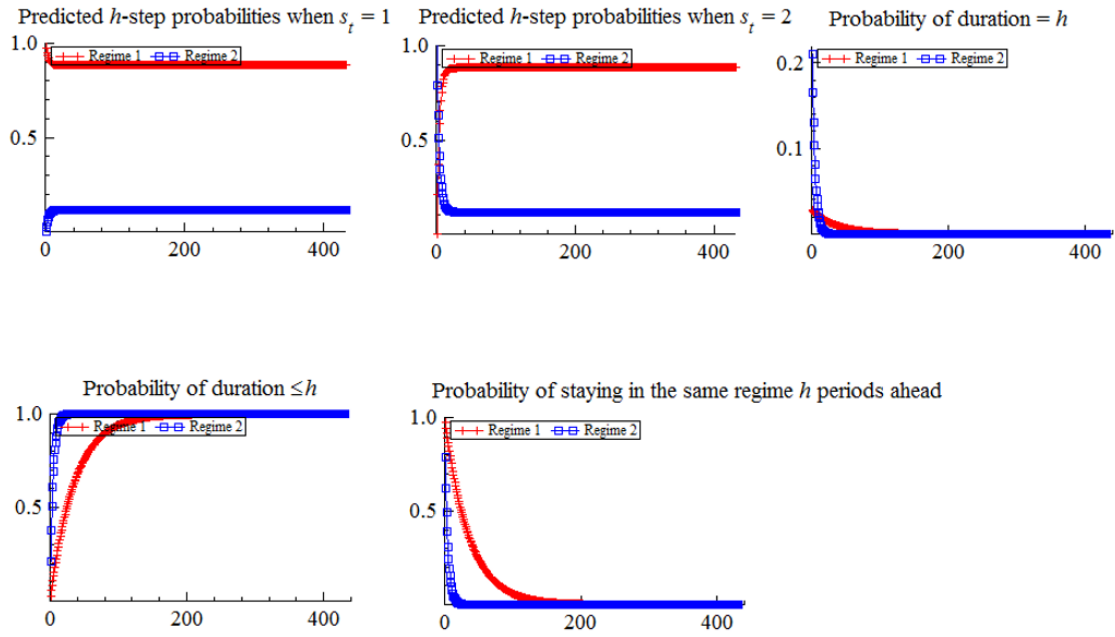 Predicted h-step probabilities when s_t = 1
Predicted h-step probabilities when s_t = 2
Probability of duration = h
1.0
Regime 1
Regime 2
0.5
0
200
400
1.0
Regime 1
Regime 2
0.5
0
200
400
0.2
Regime 1
Regime 2
0.1
0
200
400
Probability of duration ≤h
Probability of staying in the same regime h periods ahead
1.0
Regime 1
Regime 2
0.5
0
200
400
1.0
Regime 1
Regime 2
0.5
0
200
400